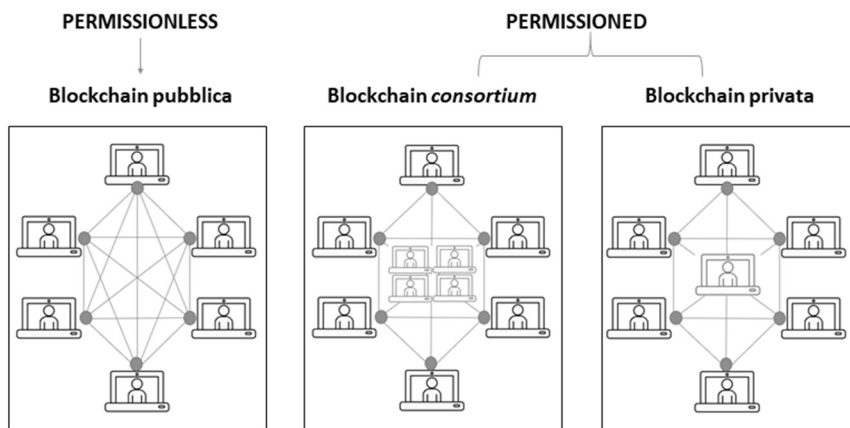 PERMISSIONLESS
PERMISSIONED
Blockchain pubblica
Blockchain consortium
Blockchain privata